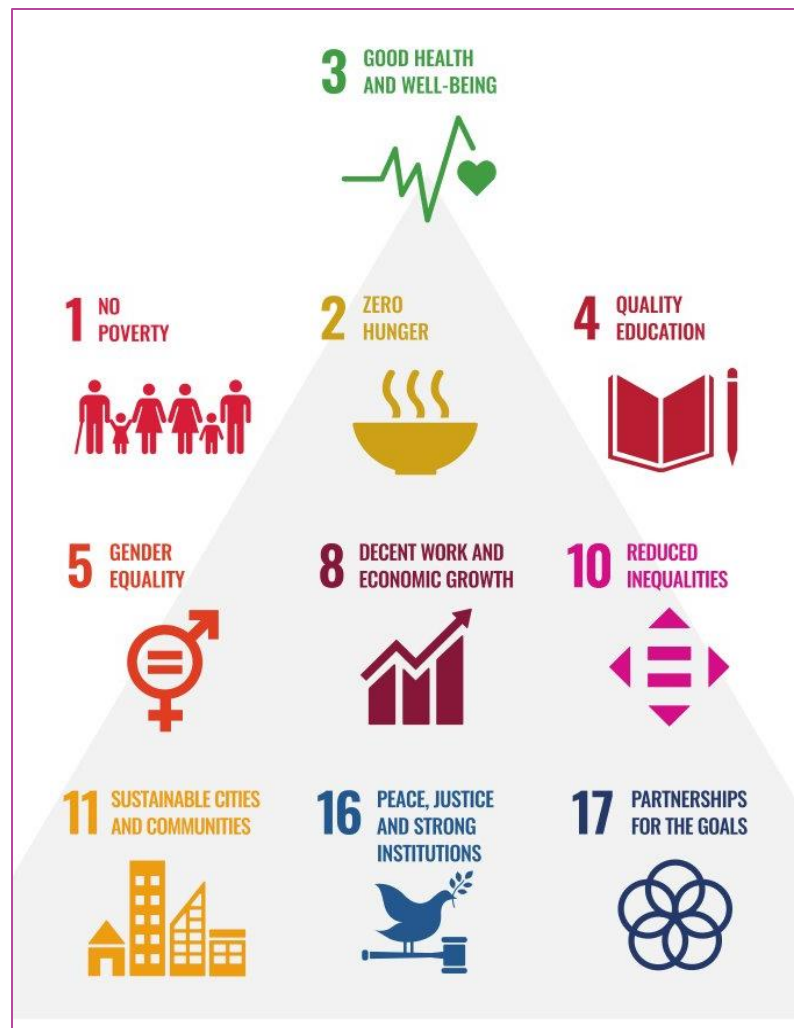 3 GOOD HEALTH
AND WELL-BEING
1 NO
POVERTY
2 ZERO
HUNGER
4 QUALITY
EDUCATION
5 GENDER
EQUALITY
8 DECENT WORK AND
ECONOMIC GROWTH
10 REDUCED
INEQUALITIES
11 SUSTAINABLE CITIES
AND COMMUNITIES
16 PEACE, JUSTICE
AND STRONG
INSTITUTIONS
17 PARTNERSHIPS
FOR THE GOALS